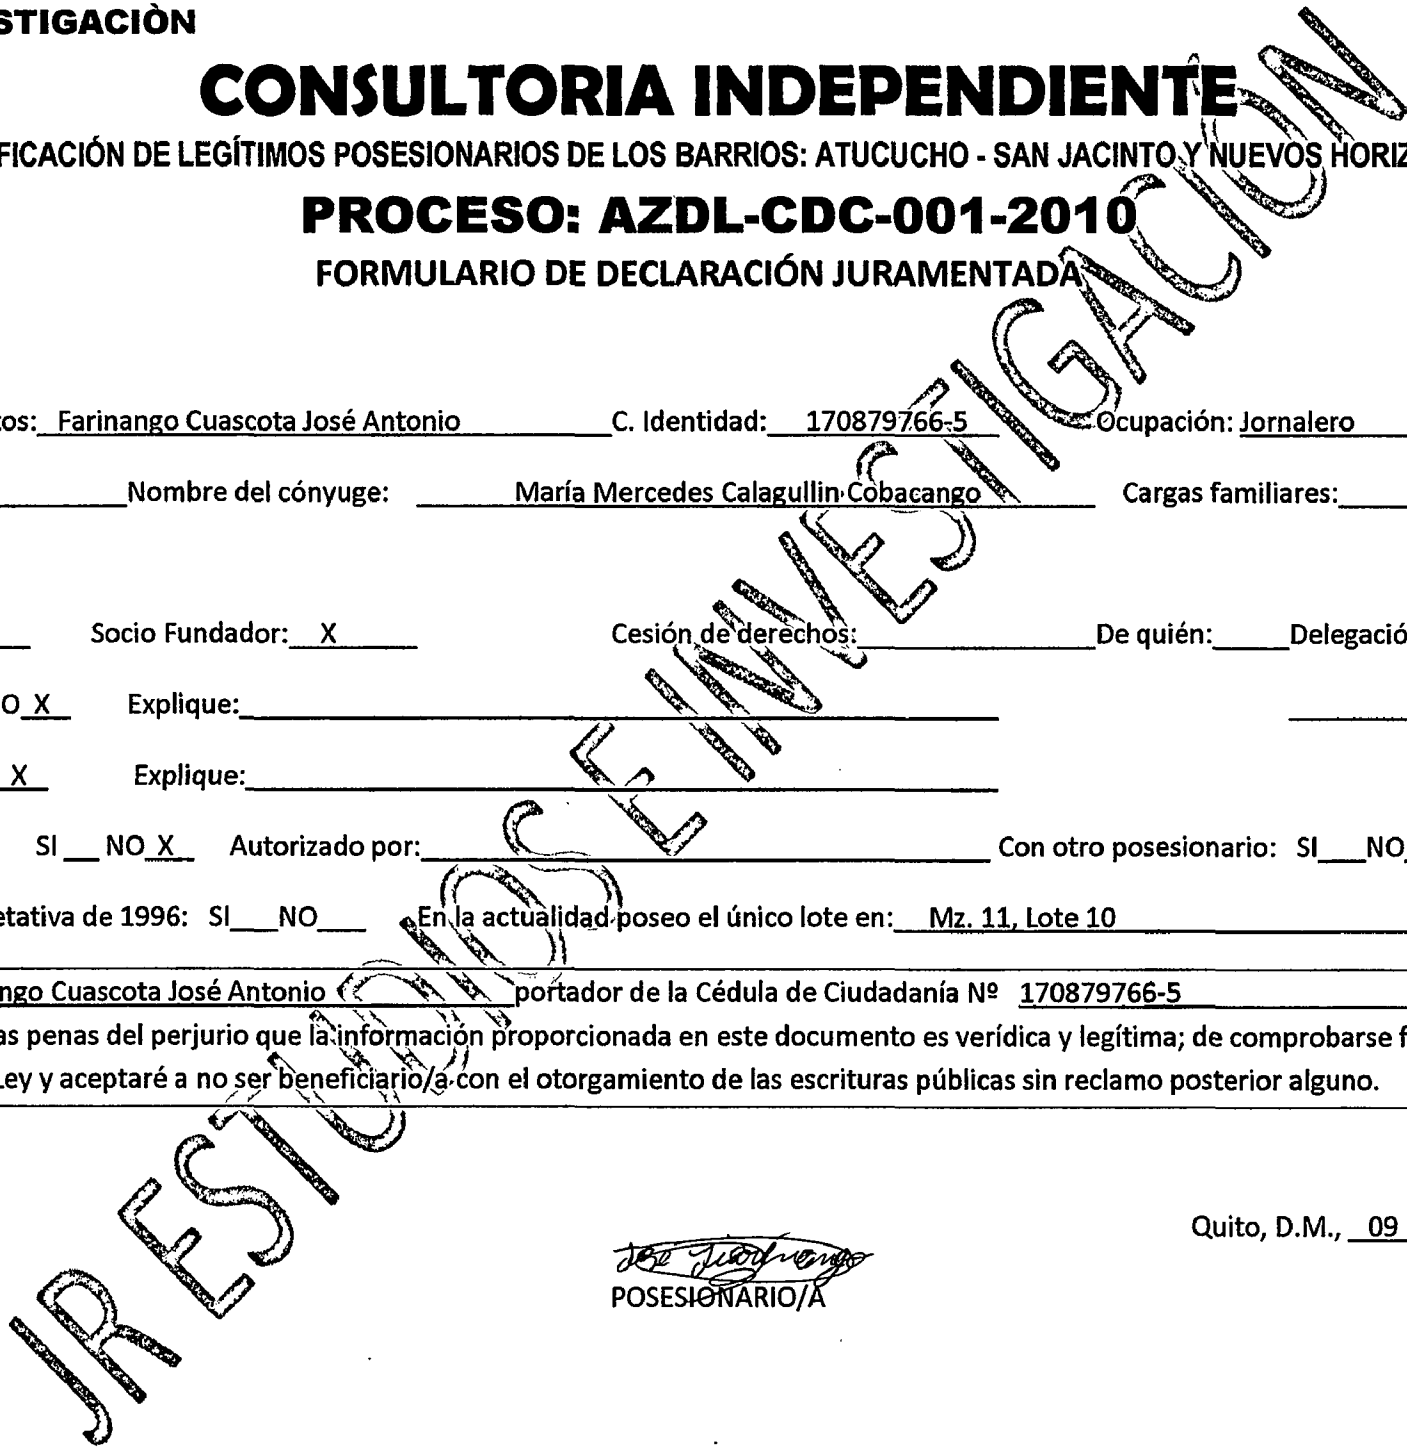 STIGACIÒN
CONSULTORIA INDEPENDIENTE
FICACIÓN DE LEGÍTIMOS POSESIONARIOS DE LOS BARRIOS: ATUCUCHO - SAN JACINTO Y NUEVOS HORIZ
PROCESO: AZDL-CDC-001-2010
FORMULARIO DE DECLARACIÓN JURAMENTADA
os: Farinango Cuascota José Antonio C. Identidad: 170879766-5 Ocupación: Jornalero
Nombre del cónyuge: María Mercedes Calagullin Cobacango Cargas familiares:
Socio Fundador: X Cesión de derechos: De quién: Delegació
O X Explique:
X Explique:
SI NO X Autorizado por: Con otro posesionario: SI NO
etativa de 1996: SI NO En la actualidad poseo el único lote en: Mz. 11, Lote 10
ngo Cuascota José Antonio portador de la Cédula de Ciudadanía Nº 170879766-5
as penas del perjurio que la información proporcionada en este documento es verídica y legítima; de comprobarse f
Ley y aceptaré a no ser beneficiario/a con el otorgamiento de las escrituras públicas sin reclamo posterior alguno.
Quito, D.M., 09
José Farinango
POSESIONARIO/A
JR ESTUDIOS E INVESTIGACION